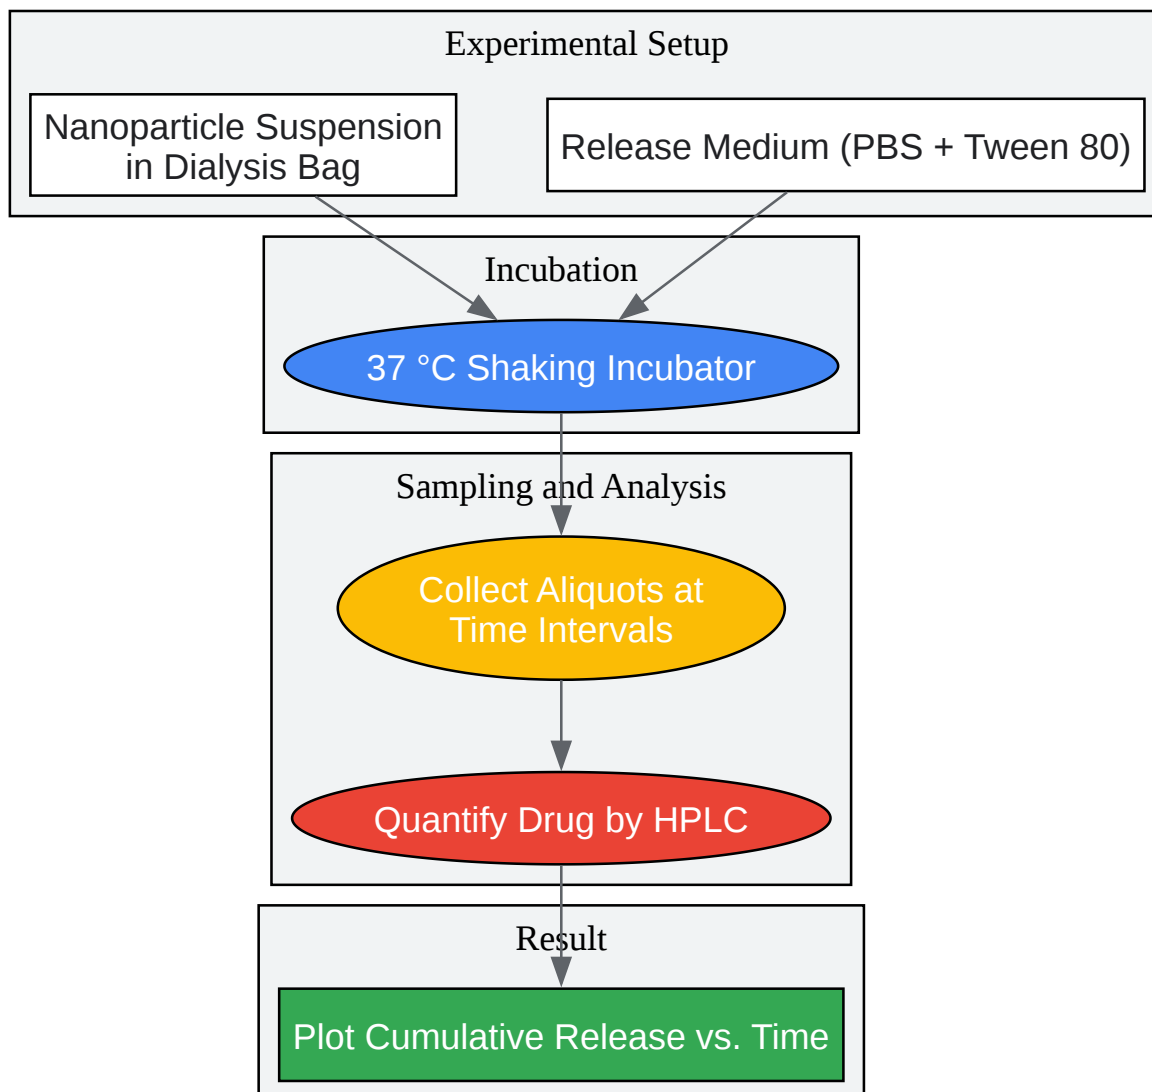 Experimental Setup
Nanoparticle Suspension
in Dialysis Bag
Release Medium (PBS + Tween 80)
Incubation
37 °C Shaking Incubator
Sampling and Analysis
Collect Aliquots at
Time Intervals
Quantify Drug by HPLC
Result
Plot Cumulative Release vs. Time